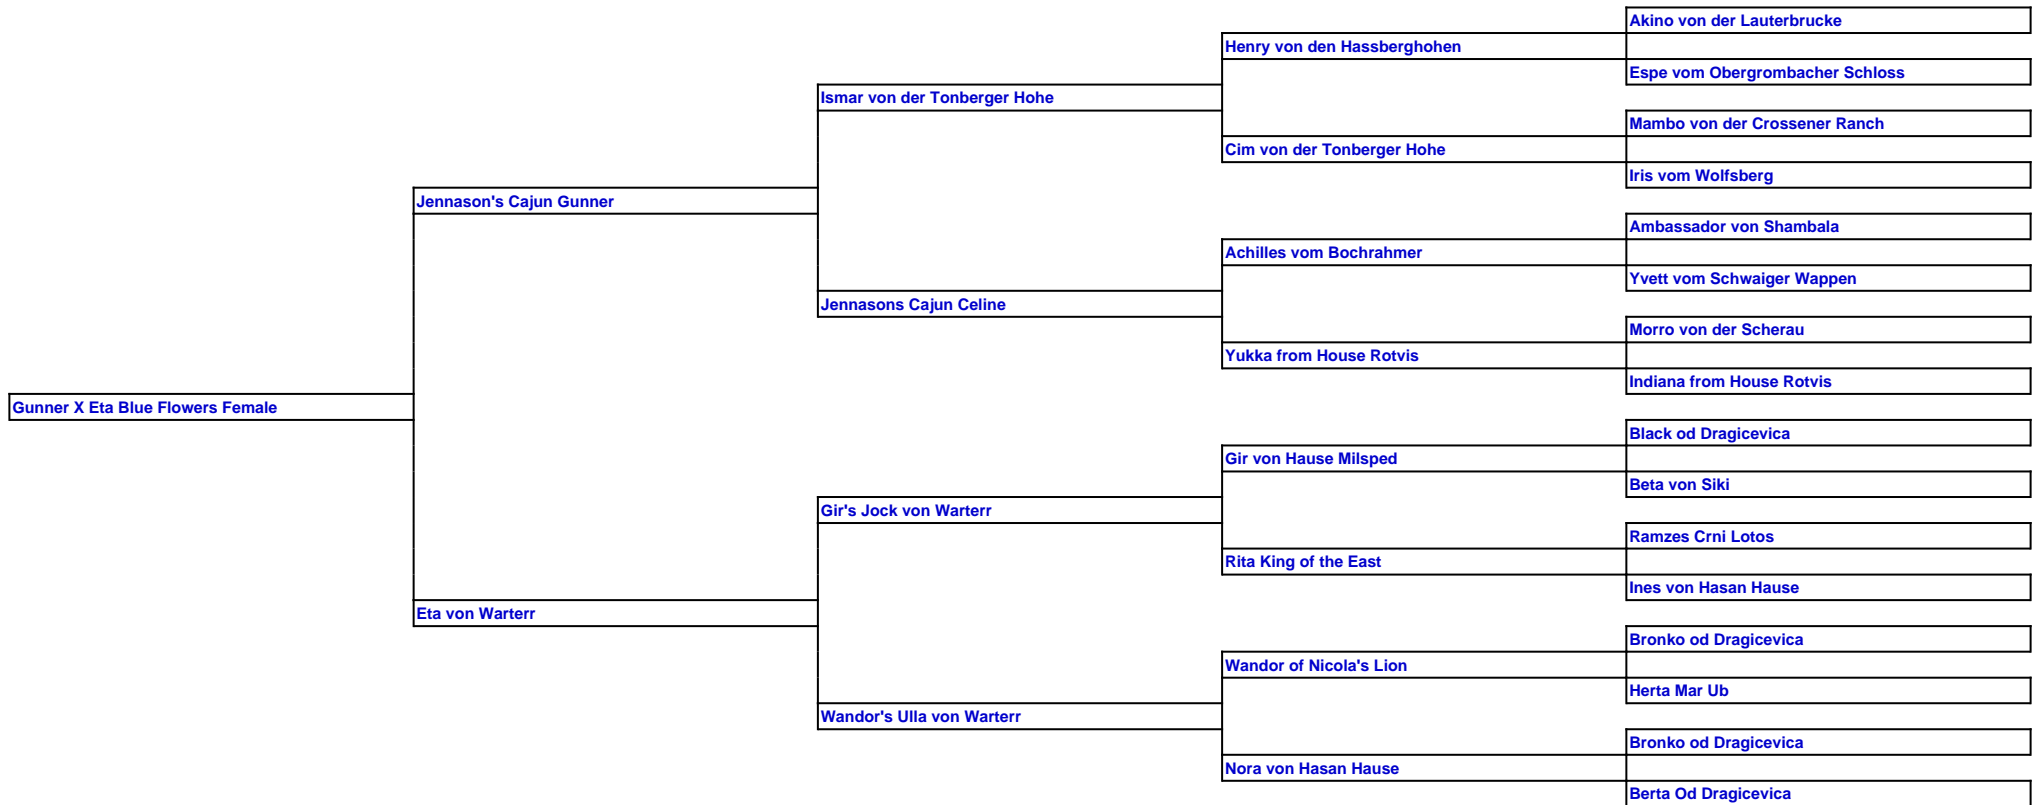 Akino von der Lauterbrucke
Henry von den Hassberghohen
Espe vom Obergrombacher Schloss
Ismar von der Tonberger Hohe
Mambo von der Crossener Ranch
Cim von der Tonberger Hohe
Iris vom Wolfsberg
Jennason's Cajun Gunner
Ambassador von Shambala
Achilles vom Bochrahmer
Yvett vom Schwaiger Wappen
Jennasons Cajun Celine
Morro von der Scherau
Yukka from House Rotvis
Indiana from House Rotvis
Gunner X Eta Blue Flowers Female
Black od Dragicevica
Gir von Hause Milsped
Beta von Siki
Gir's Jock von Warterr
Ramzes Crni Lotos
Rita King of the East
Ines von Hasan Hause
Eta von Warterr
Bronko od Dragicevica
Wandor of Nicola's Lion
Herta Mar Ub
Wandor's Ulla von Warterr
Bronko od Dragicevica
Nora von Hasan Hause
Berta Od Dragicevica